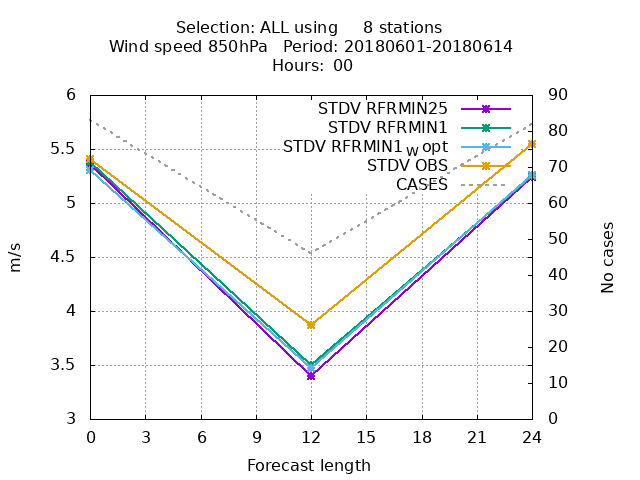 Selection: ALL using     8 stations
Wind speed 850hPa   Period: 20180601-20180614
Hours:  00
STDV RFRMIN25
STDV RFRMIN1
STDV RFRMIN1_W opt
STDV OBS
CASES
6
5.5
5
4.5
4
3.5
3
90
80
70
60
50
40
30
20
10
0
m/s
No cases
0 3 6 9 12 15 18 21 24
Forecast length